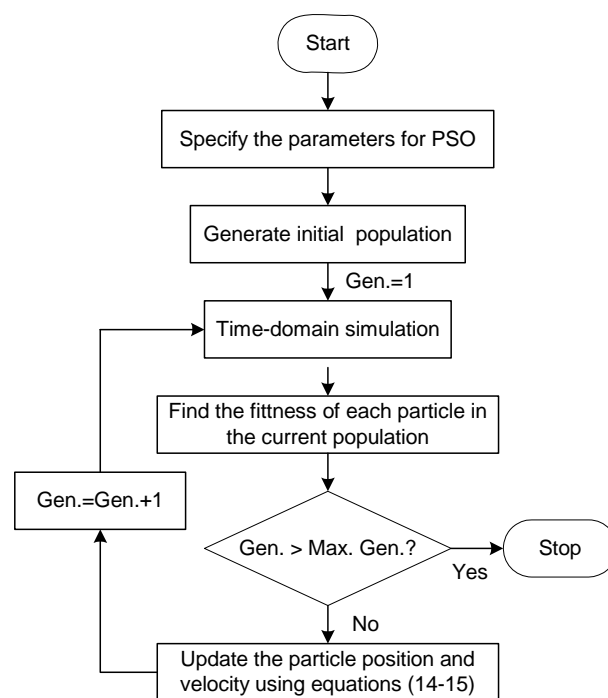 Start
Specify the parameters for PSO
Generate initial population
Gen.=1
Time-domain simulation
Find the fittness of each particle in
the current population
Gen.=Gen.+1
Gen. > Max. Gen.?
Stop
Yes
No
Update the particle position and
velocity using equations (14-15)